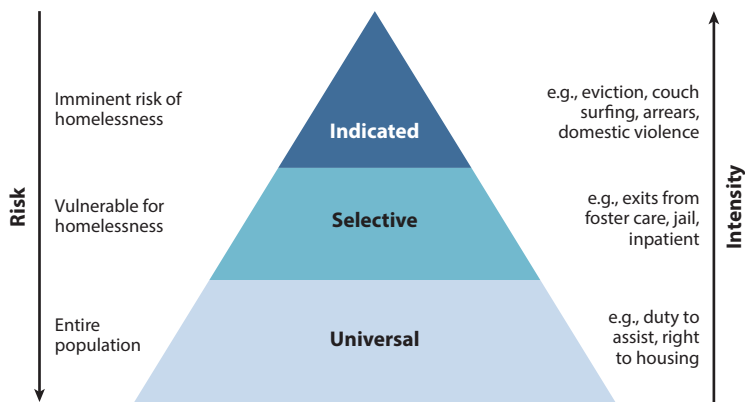 Risk
Imminent risk of
homelessness
Indicated
e.g., eviction, couch
surfing, arrears,
domestic violence
Vulnerable for
homelessness
Selective
e.g., exits from
foster care, jail,
inpatient
Entire
population
Universal
e.g., duty to
assist, right
to housing
Intensity